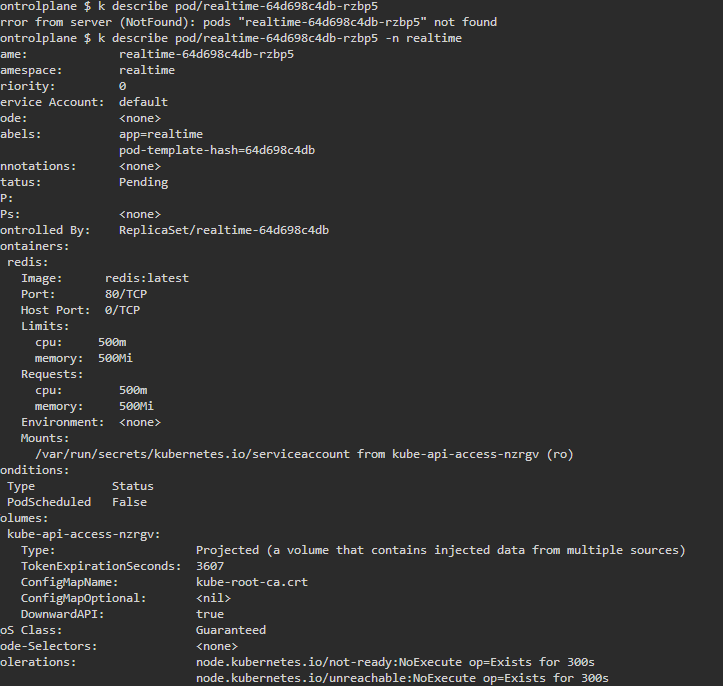 ontrolplane $ k describe pod/realtime-64d698c4db-rzbp5
rror from server (NotFound): pods "realtime-64d698c4db-rzbp5" not found
ontrolplane $ k describe pod/realtime-64d698c4db-rzbp5 -n realtime
ame:             realtime-64d698c4db-rzbp5
amespace:        realtime
riority:         0
ervice Account:  default
ode:             <none>
abels:           app=realtime
                 pod-template-hash=64d698c4db
nnotations:      <none>
tatus:           Pending
P:
Ps:              <none>
ontrolled By:    ReplicaSet/realtime-64d698c4db
ontainers:
 redis:
   Image:      redis:latest
   Port:       80/TCP
   Host Port:  0/TCP
   Limits:
     cpu:     500m
     memory:  500Mi
   Requests:
     cpu:        500m
     memory:     500Mi
   Environment:  <none>
   Mounts:
     /var/run/secrets/kubernetes.io/serviceaccount from kube-api-access-nzrgv (ro)
onditions:
 Type           Status
 PodScheduled   False
olumes:
 kube-api-access-nzrgv:
   Type:                    Projected (a volume that contains injected data from multiple sources)
   TokenExpirationSeconds:  3607
   ConfigMapName:           kube-root-ca.crt
   ConfigMapOptional:       <nil>
   DownwardAPI:             true
oS Class:                   Guaranteed
ode-Selectors:              <none>
olerations:                 node.kubernetes.io/not-ready:NoExecute op=Exists for 300s
                            node.kubernetes.io/unreachable:NoExecute op=Exists for 300s